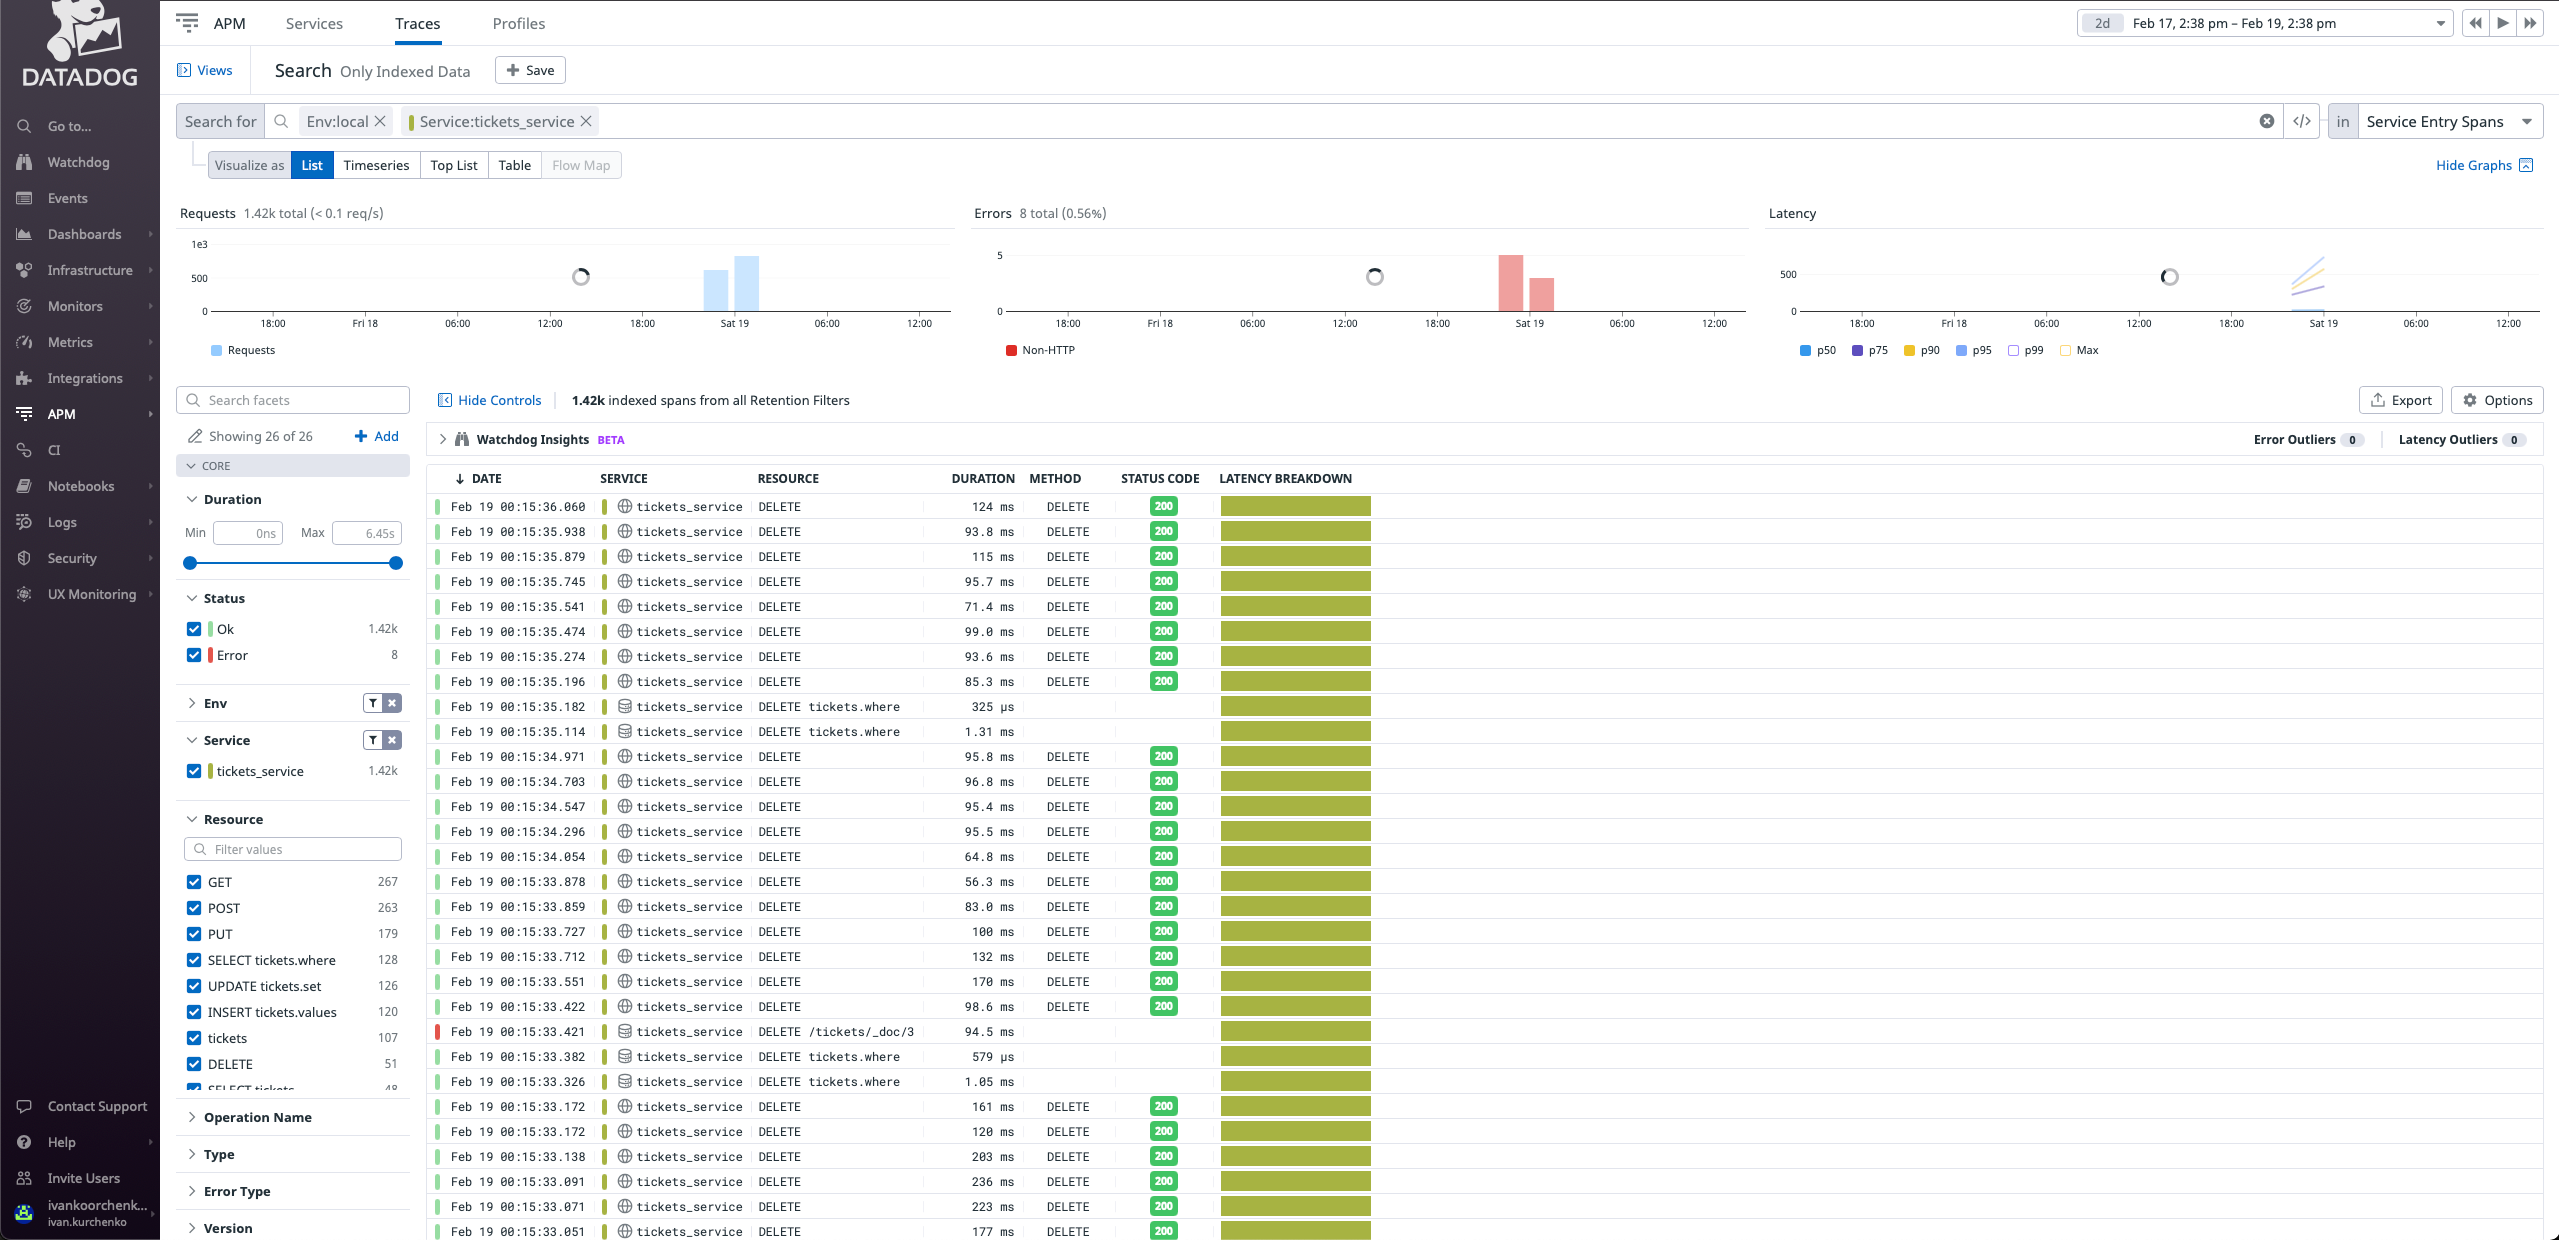 DATADOG
Go to...
Watchdog
Events
Dashboards
Infrastructure
Monitors
Metrics
Integrations
APM
CI
Notebooks
Logs
Security
UX Monitoring
Contact Support
Help
Invite Users
ivankoorchenk...
ivan.kurchenko
APM Services Traces Profiles
2d Feb 17, 2:38 pm – Feb 19, 2:38 pm
Views Search Only Indexed Data + Save
Search for Env:local Service:tickets_service </> in Service Entry Spans
Visualize as List Timeseries Top List Table Flow Map Hide Graphs
Requests 1.42k total (< 0.1 req/s)
1e3
500
0
18:00 Fri 18 06:00 12:00 18:00 Sat 19 06:00 12:00
Requests
Errors 8 total (0.56%)
5
0
18:00 Fri 18 06:00 12:00 18:00 Sat 19 06:00 12:00
Non-HTTP
Latency
500
0
18:00 Fri 18 06:00 12:00 18:00 Sat 19 06:00 12:00
p50 p75 p90 p95 p99 Max
Search facets
Showing 26 of 26 + Add
CORE
Duration
Min 0ns Max 6.45s
Status
Ok 1.42k
Error 8
Env
Service
tickets_service 1.42k
Resource
Filter values
GET 267
POST 263
PUT 179
SELECT tickets.where 128
UPDATE tickets.set 126
INSERT tickets.values 120
tickets 107
DELETE 51
SELECT tickets 48
Operation Name
Type
Error Type
Version
Hide Controls 1.42k indexed spans from all Retention Filters Export Options
Watchdog Insights BETA Error Outliers 0 Latency Outliers 0
DATE SERVICE RESOURCE DURATION METHOD STATUS CODE LATENCY BREAKDOWN
Feb 19 00:15:36.060 tickets_service DELETE 124 ms DELETE 200
Feb 19 00:15:35.938 tickets_service DELETE 93.8 ms DELETE 200
Feb 19 00:15:35.879 tickets_service DELETE 115 ms DELETE 200
Feb 19 00:15:35.745 tickets_service DELETE 95.7 ms DELETE 200
Feb 19 00:15:35.541 tickets_service DELETE 71.4 ms DELETE 200
Feb 19 00:15:35.474 tickets_service DELETE 99.0 ms DELETE 200
Feb 19 00:15:35.274 tickets_service DELETE 93.6 ms DELETE 200
Feb 19 00:15:35.196 tickets_service DELETE 85.3 ms DELETE 200
Feb 19 00:15:35.182 tickets_service DELETE tickets.where 325 µs
Feb 19 00:15:35.114 tickets_service DELETE tickets.where 1.31 ms
Feb 19 00:15:34.971 tickets_service DELETE 95.8 ms DELETE 200
Feb 19 00:15:34.703 tickets_service DELETE 96.8 ms DELETE 200
Feb 19 00:15:34.547 tickets_service DELETE 95.4 ms DELETE 200
Feb 19 00:15:34.296 tickets_service DELETE 95.5 ms DELETE 200
Feb 19 00:15:34.054 tickets_service DELETE 64.8 ms DELETE 200
Feb 19 00:15:33.878 tickets_service DELETE 56.3 ms DELETE 200
Feb 19 00:15:33.859 tickets_service DELETE 83.0 ms DELETE 200
Feb 19 00:15:33.727 tickets_service DELETE 100 ms DELETE 200
Feb 19 00:15:33.712 tickets_service DELETE 132 ms DELETE 200
Feb 19 00:15:33.551 tickets_service DELETE 170 ms DELETE 200
Feb 19 00:15:33.422 tickets_service DELETE 98.6 ms DELETE 200
Feb 19 00:15:33.421 tickets_service DELETE /tickets/_doc/3 94.5 ms
Feb 19 00:15:33.382 tickets_service DELETE tickets.where 579 µs
Feb 19 00:15:33.326 tickets_service DELETE tickets.where 1.05 ms
Feb 19 00:15:33.172 tickets_service DELETE 161 ms DELETE 200
Feb 19 00:15:33.172 tickets_service DELETE 120 ms DELETE 200
Feb 19 00:15:33.138 tickets_service DELETE 203 ms DELETE 200
Feb 19 00:15:33.091 tickets_service DELETE 236 ms DELETE 200
Feb 19 00:15:33.071 tickets_service DELETE 223 ms DELETE 200
Feb 19 00:15:33.051 tickets_service DELETE 177 ms DELETE 200